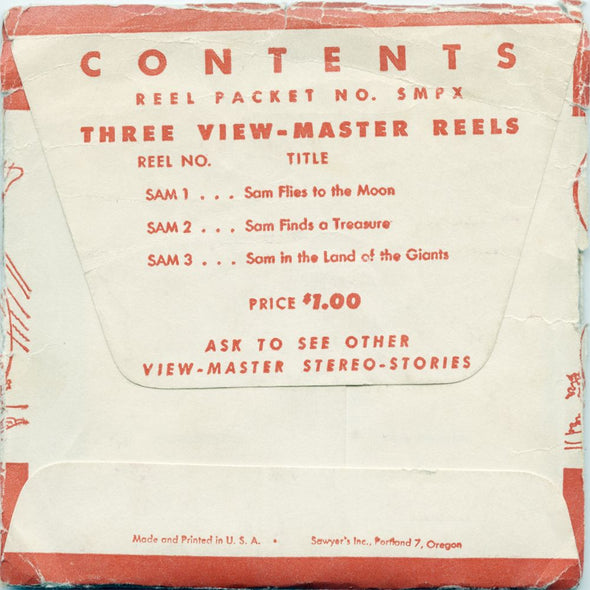 CONTENTS
REEL PACKET NO. SMPX
THREE VIEW-MASTER REELS
REEL NO. TITLE
SAM 1 . . . Sam Flies to the Moon
SAM 2 . . . Sam Finds a Treasure
SAM 3 . . . Sam in the Land of the Giants
PRICE $1.00
ASK TO SEE OTHER
VIEW-MASTER STEREO-STORIES
Made and Printed in U. S. A. • Sawyer's Inc., Portland 7, Oregon